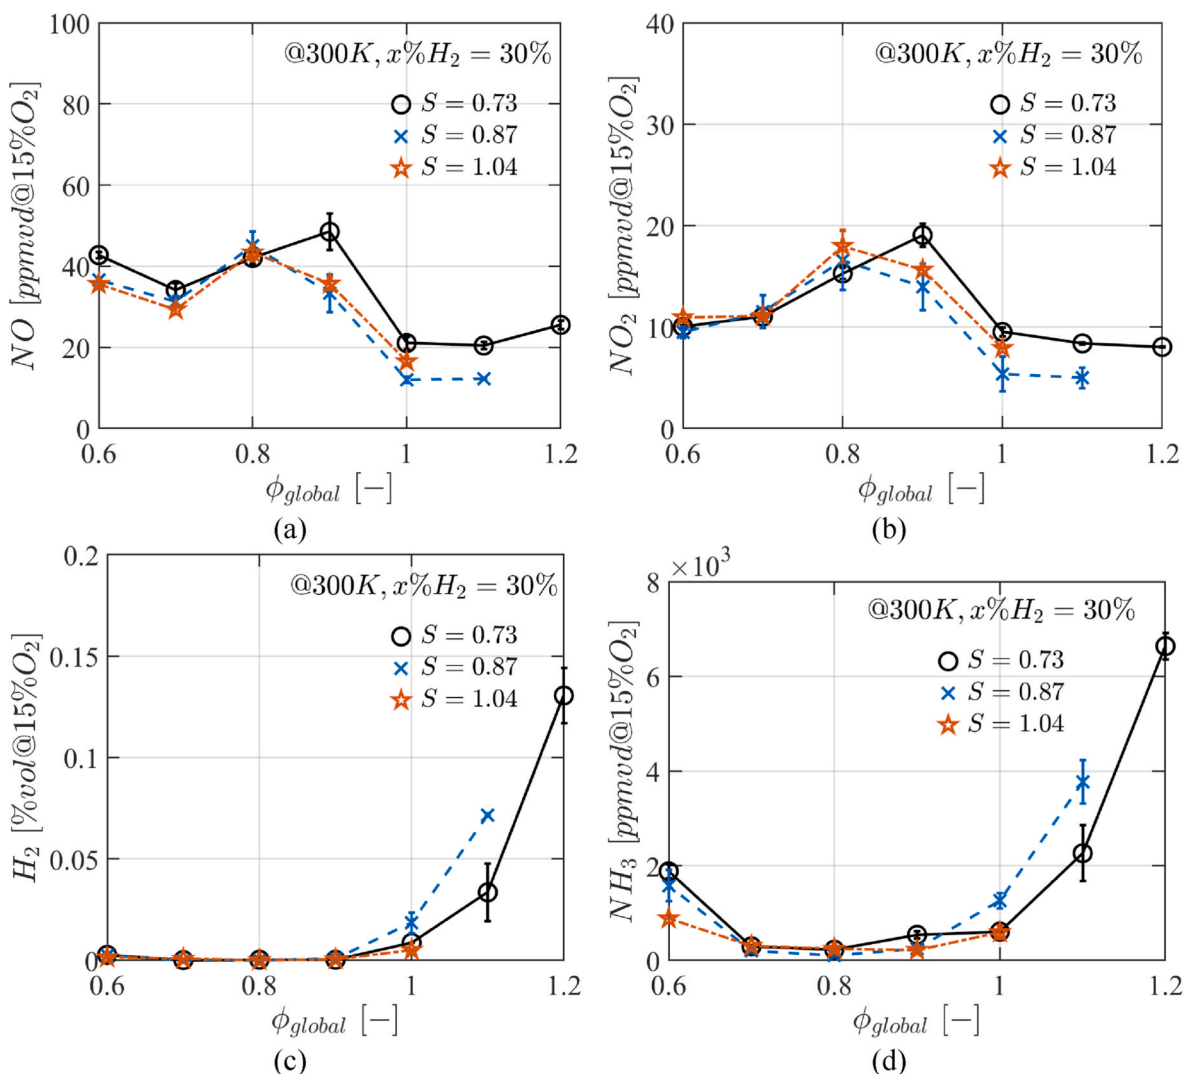 100
80
60
40
20
0
NO [ppmvd@15%O₂]
@300K, x%H₂ = 30%
S = 0.73
S = 0.87
S = 1.04
0.6 0.8 1 1.2
ϕ_global [−]
(a)
40
30
20
10
0
NO₂ [ppmvd@15%O₂]
@300K, x%H₂ = 30%
S = 0.73
S = 0.87
S = 1.04
0.6 0.8 1 1.2
ϕ_global [−]
(b)
0.2
0.15
0.1
0.05
0
H₂ [%vol@15%O₂]
@300K, x%H₂ = 30%
S = 0.73
S = 0.87
S = 1.04
0.6 0.8 1 1.2
ϕ_global [−]
(c)
×10³
8
6
4
2
0
NH₃ [ppmvd@15%O₂]
@300K, x%H₂ = 30%
S = 0.73
S = 0.87
S = 1.04
0.6 0.8 1 1.2
ϕ_global [−]
(d)